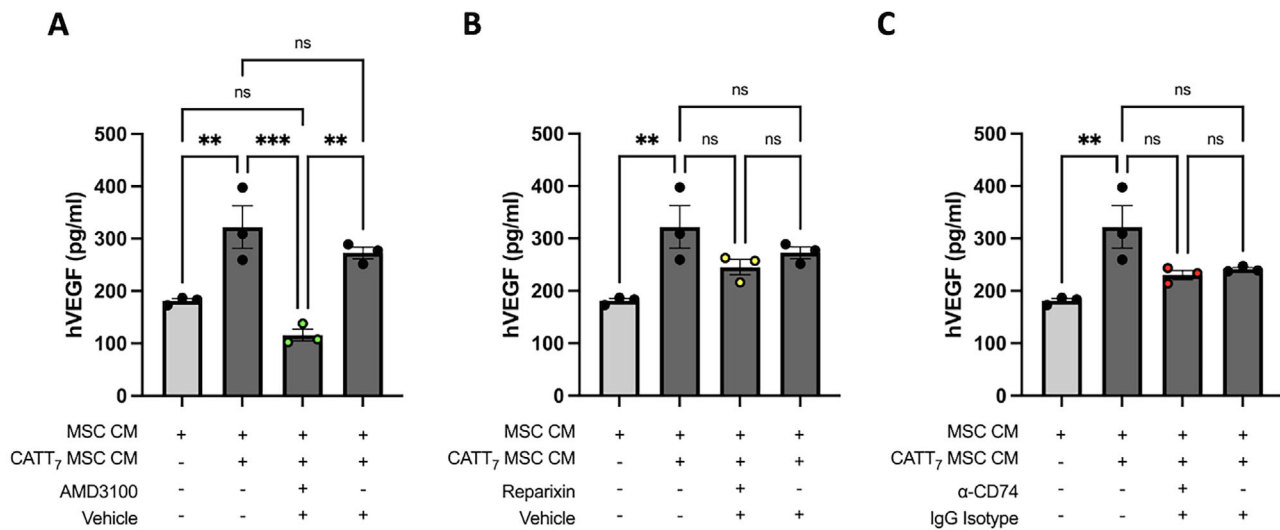 A
ns
ns
** *** **
500
400
300
200
100
0
hVEGF (pg/ml)
MSC CM + + + +
CATT₇ MSC CM - + + +
AMD3100 - - + -
Vehicle - - + +
B
ns
** ns ns
500
400
300
200
100
0
hVEGF (pg/ml)
MSC CM + + + +
CATT₇ MSC CM - + + +
Reparixin - - + -
Vehicle - - + +
C
ns
** ns ns
500
400
300
200
100
0
hVEGF (pg/ml)
MSC CM + + + +
CATT₇ MSC CM - + + +
α-CD74 - - + -
IgG Isotype - - + +